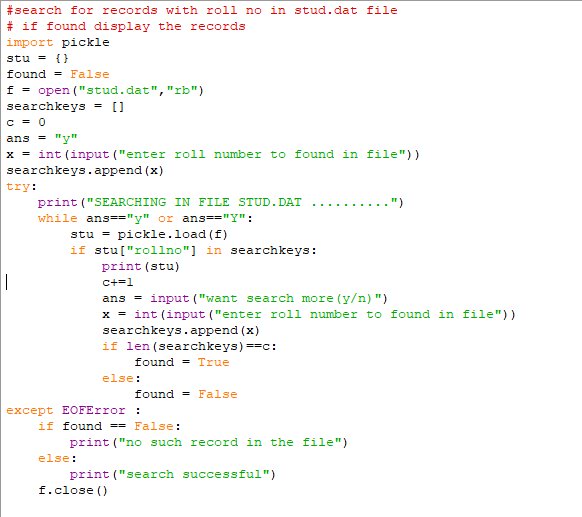 #search for records with roll no in stud.dat file
# if found display the records
import pickle
stu = {}
found = False
f = open("stud.dat","rb")
searchkeys = []
c = 0
ans = "y"
x = int(input("enter roll number to found in file"))
searchkeys.append(x)
try:
    print("SEARCHING IN FILE STUD.DAT ..........")
    while ans=="y" or ans=="Y":
        stu = pickle.load(f)
        if stu["rollno"] in searchkeys:
            print(stu)
            c+=1
            ans = input("want search more(y/n)")
            x = int(input("enter roll number to found in file"))
            searchkeys.append(x)
            if len(searchkeys)==c:
                found = True
            else:
                found = False
except EOFError :
    if found == False:
        print("no such record in the file")
    else:
        print("search successful")
    f.close()